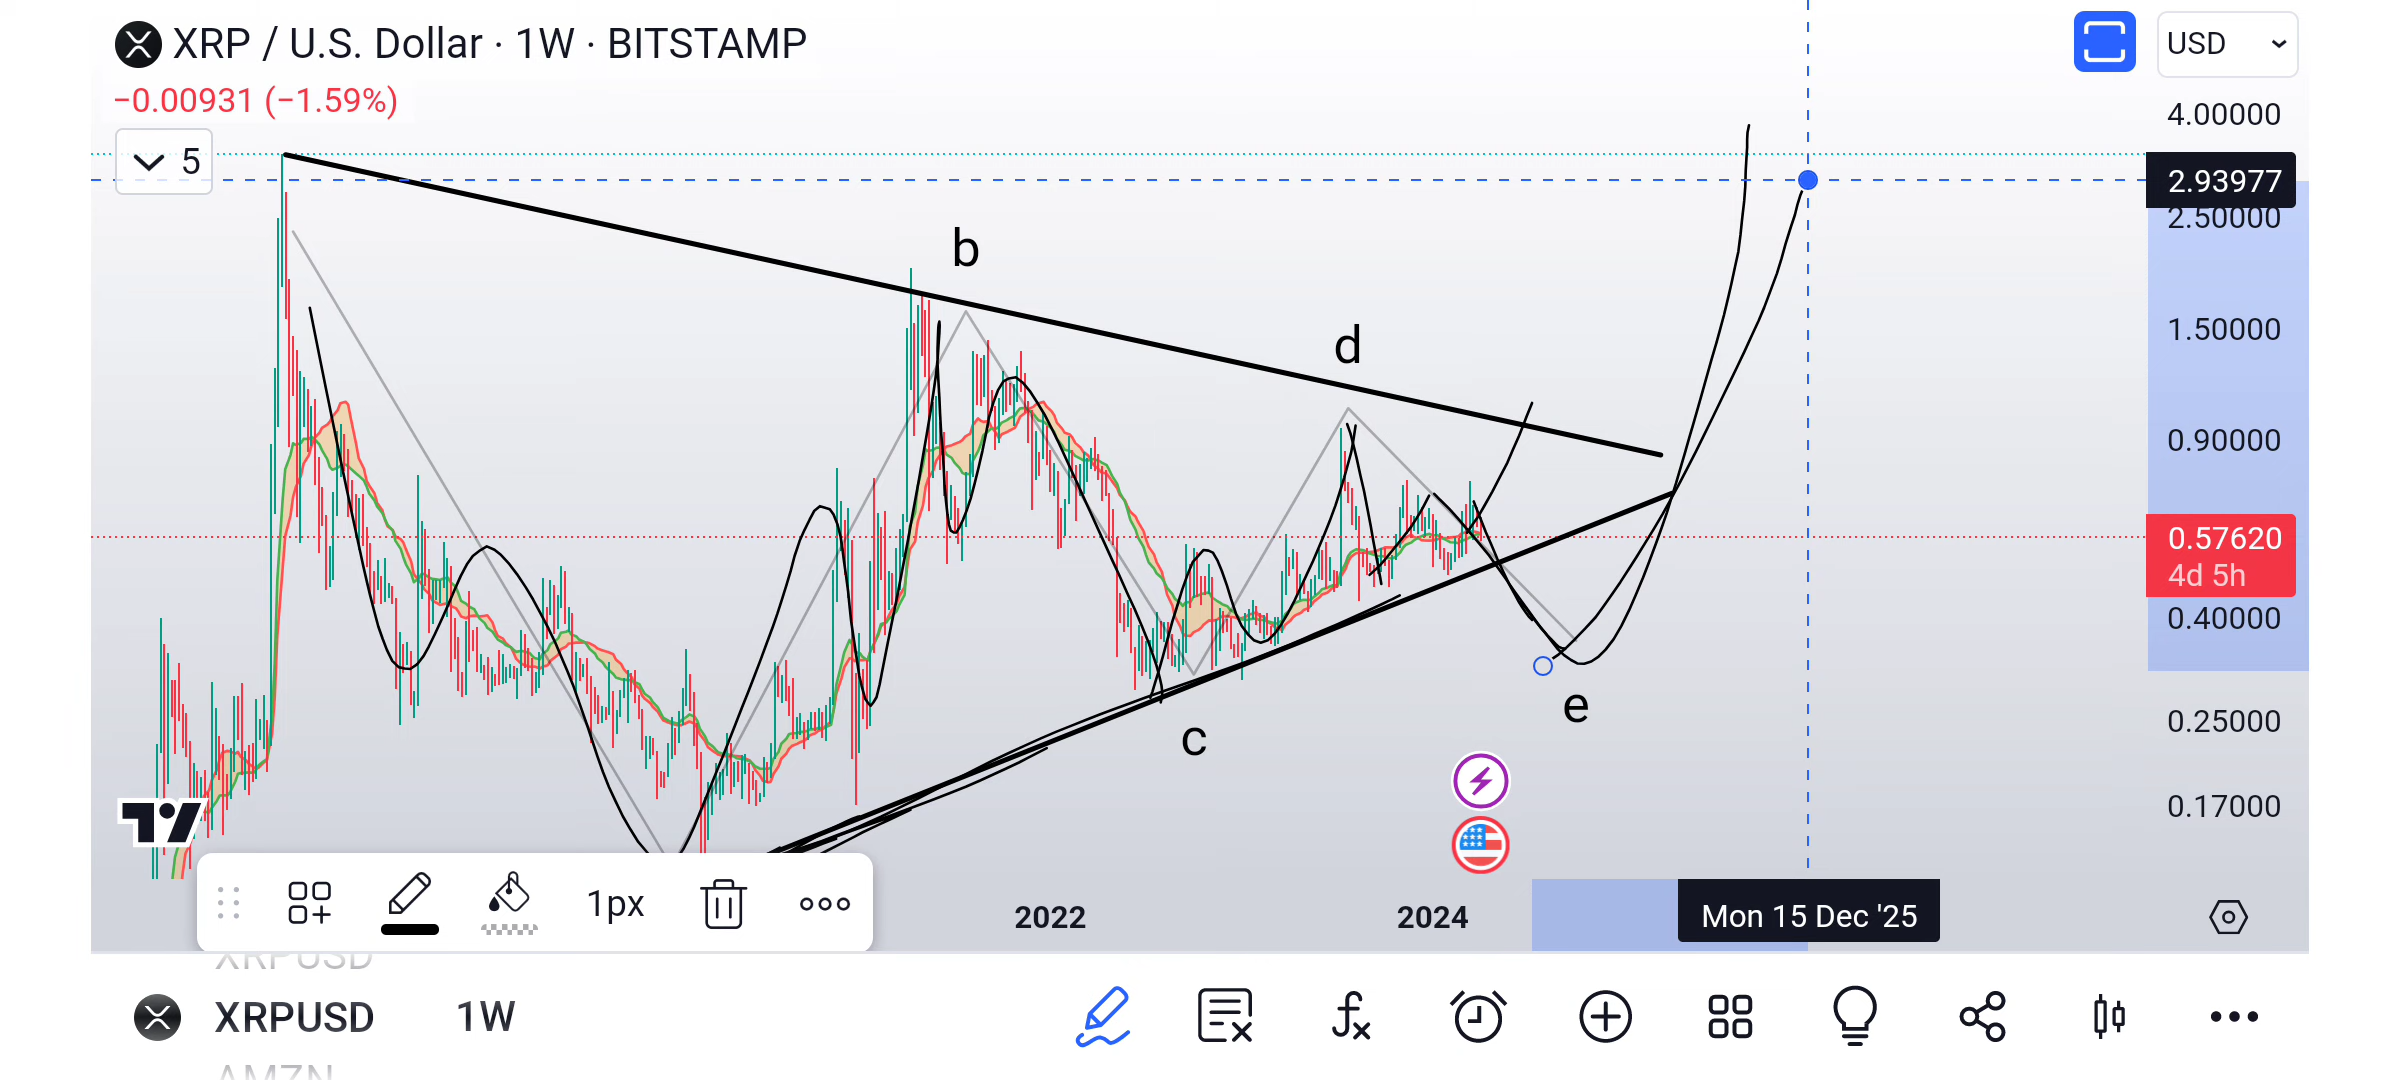 XRP / U.S. Dollar · 1W · BITSTAMP
USD
−0.00931 (−1.59%)
5
4.00000
2.93977
2.50000
b
1.50000
d
0.90000
0.57620
4d 5h
0.40000
e
0.25000
c
0.17000
1px
2022
2024
Mon 15 Dec '25
XRPUSD
XRPUSD 1W
AMZN